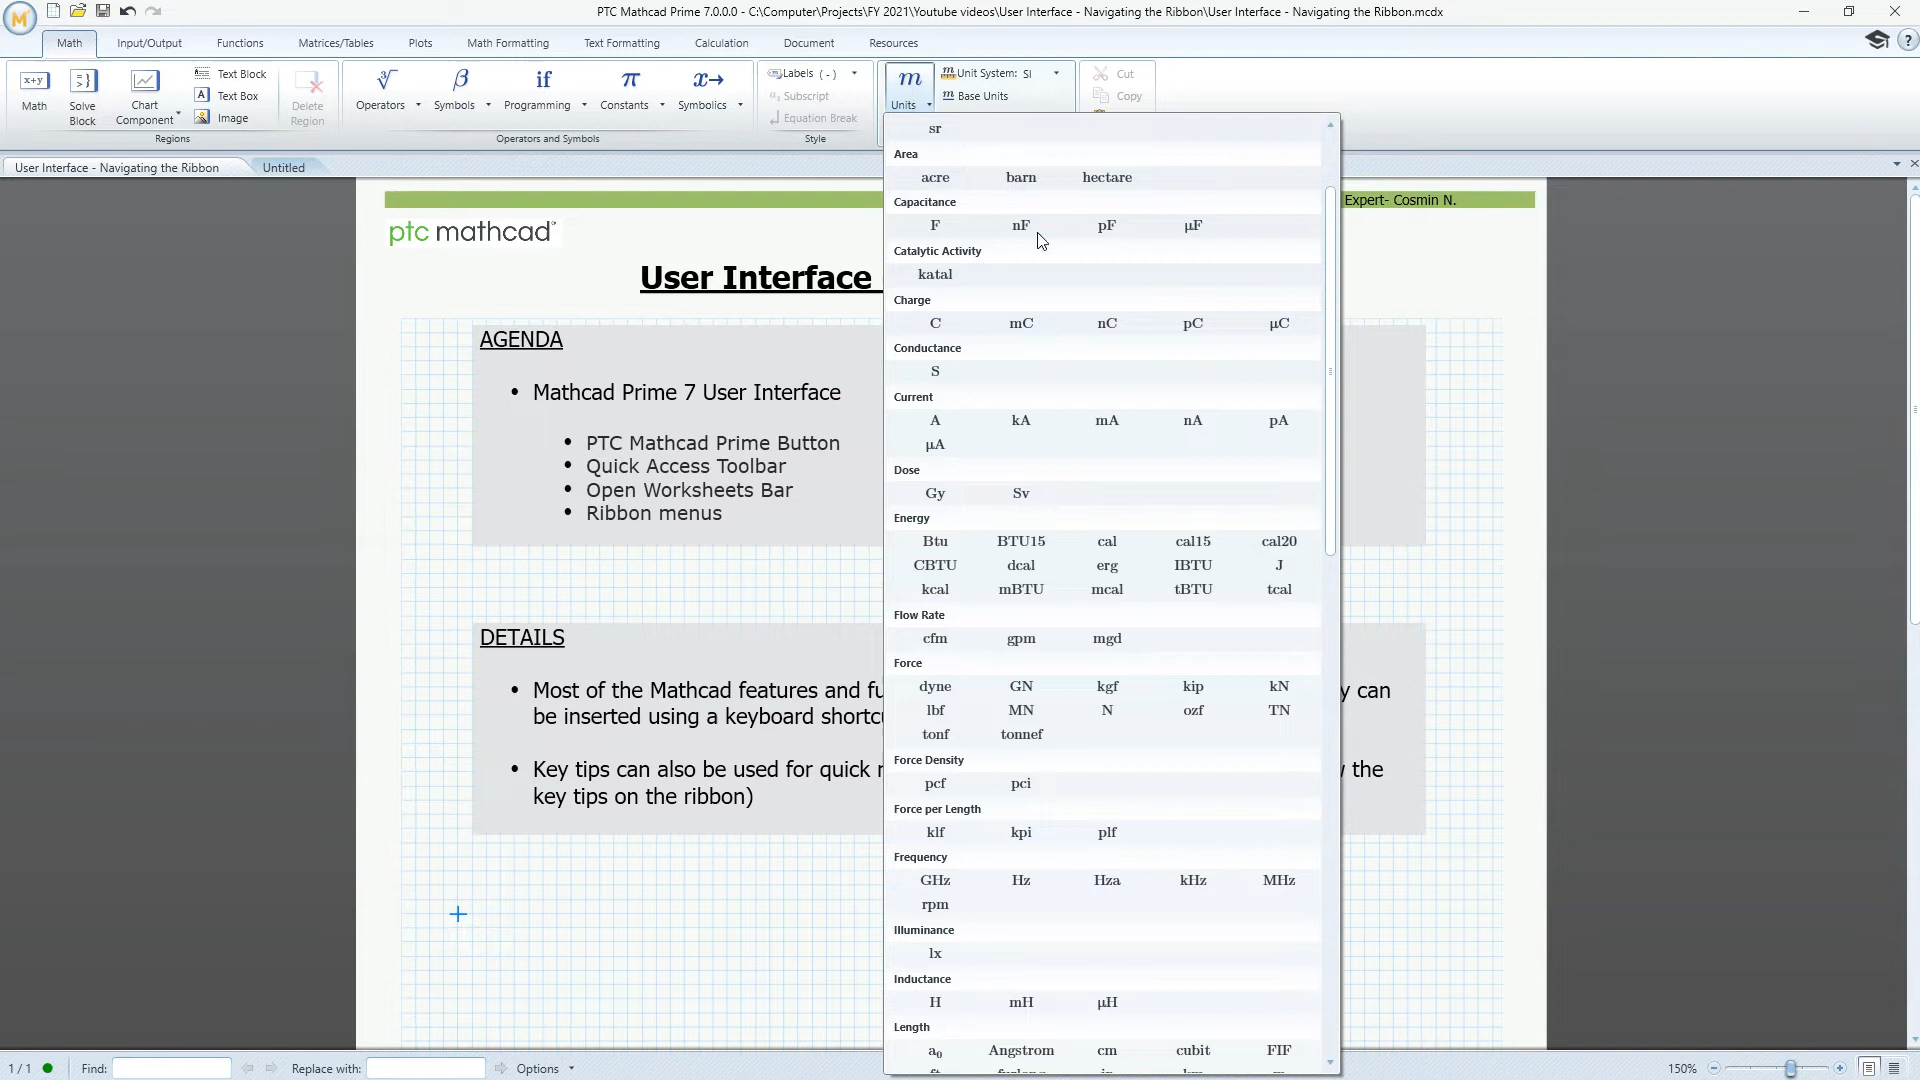 PTC Mathcad Prime 7.0.0.0 - C:\Computer\Projects\FY 2021\Youtube videos\User Interface - Navigating the Ribbon\User Interface - Navigating the Ribbon.mcdx
Math Input/Output Functions Matrices/Tables Plots Math Formatting Text Formatting Calculation Document Resources
Math
Solve Block
Chart Component
Text Block
Text Box
Image
Delete Region
Regions
Operators Symbols Programming Constants Symbolics
Operators and Symbols
Labels (-)
Subscript
Equation Break
Style
Units
Unit System: SI
Base Units
Cut
Copy
User Interface - Navigating the Ribbon Untitled
ptc mathcad
Expert- Cosmin N.
User Interface
AGENDA
• Mathcad Prime 7 User Interface
• PTC Mathcad Prime Button
• Quick Access Toolbar
• Open Worksheets Bar
• Ribbon menus
DETAILS
• Most of the Mathcad features and fu y can
be inserted using a keyboard shortcu
• Key tips can also be used for quick the
key tips on the ribbon)
sr
Area
acre barn hectare
Capacitance
F nF pF μF
Catalytic Activity
katal
Charge
C mC nC pC μC
Conductance
S
Current
A kA mA nA pA
μA
Dose
Gy Sv
Energy
Btu BTU15 cal cal15 cal20
CBTU dcal erg IBTU J
kcal mBTU mcal tBTU tcal
Flow Rate
cfm gpm mgd
Force
dyne GN kgf kip kN
lbf MN N ozf TN
tonf tonnef
Force Density
pcf pci
Force per Length
klf kpi plf
Frequency
GHz Hz Hza kHz MHz
rpm
Illuminance
lx
Inductance
H mH μH
Length
a₀ Angstrom cm cubit FIF
1 / 1 Find: Replace with: Options 150%